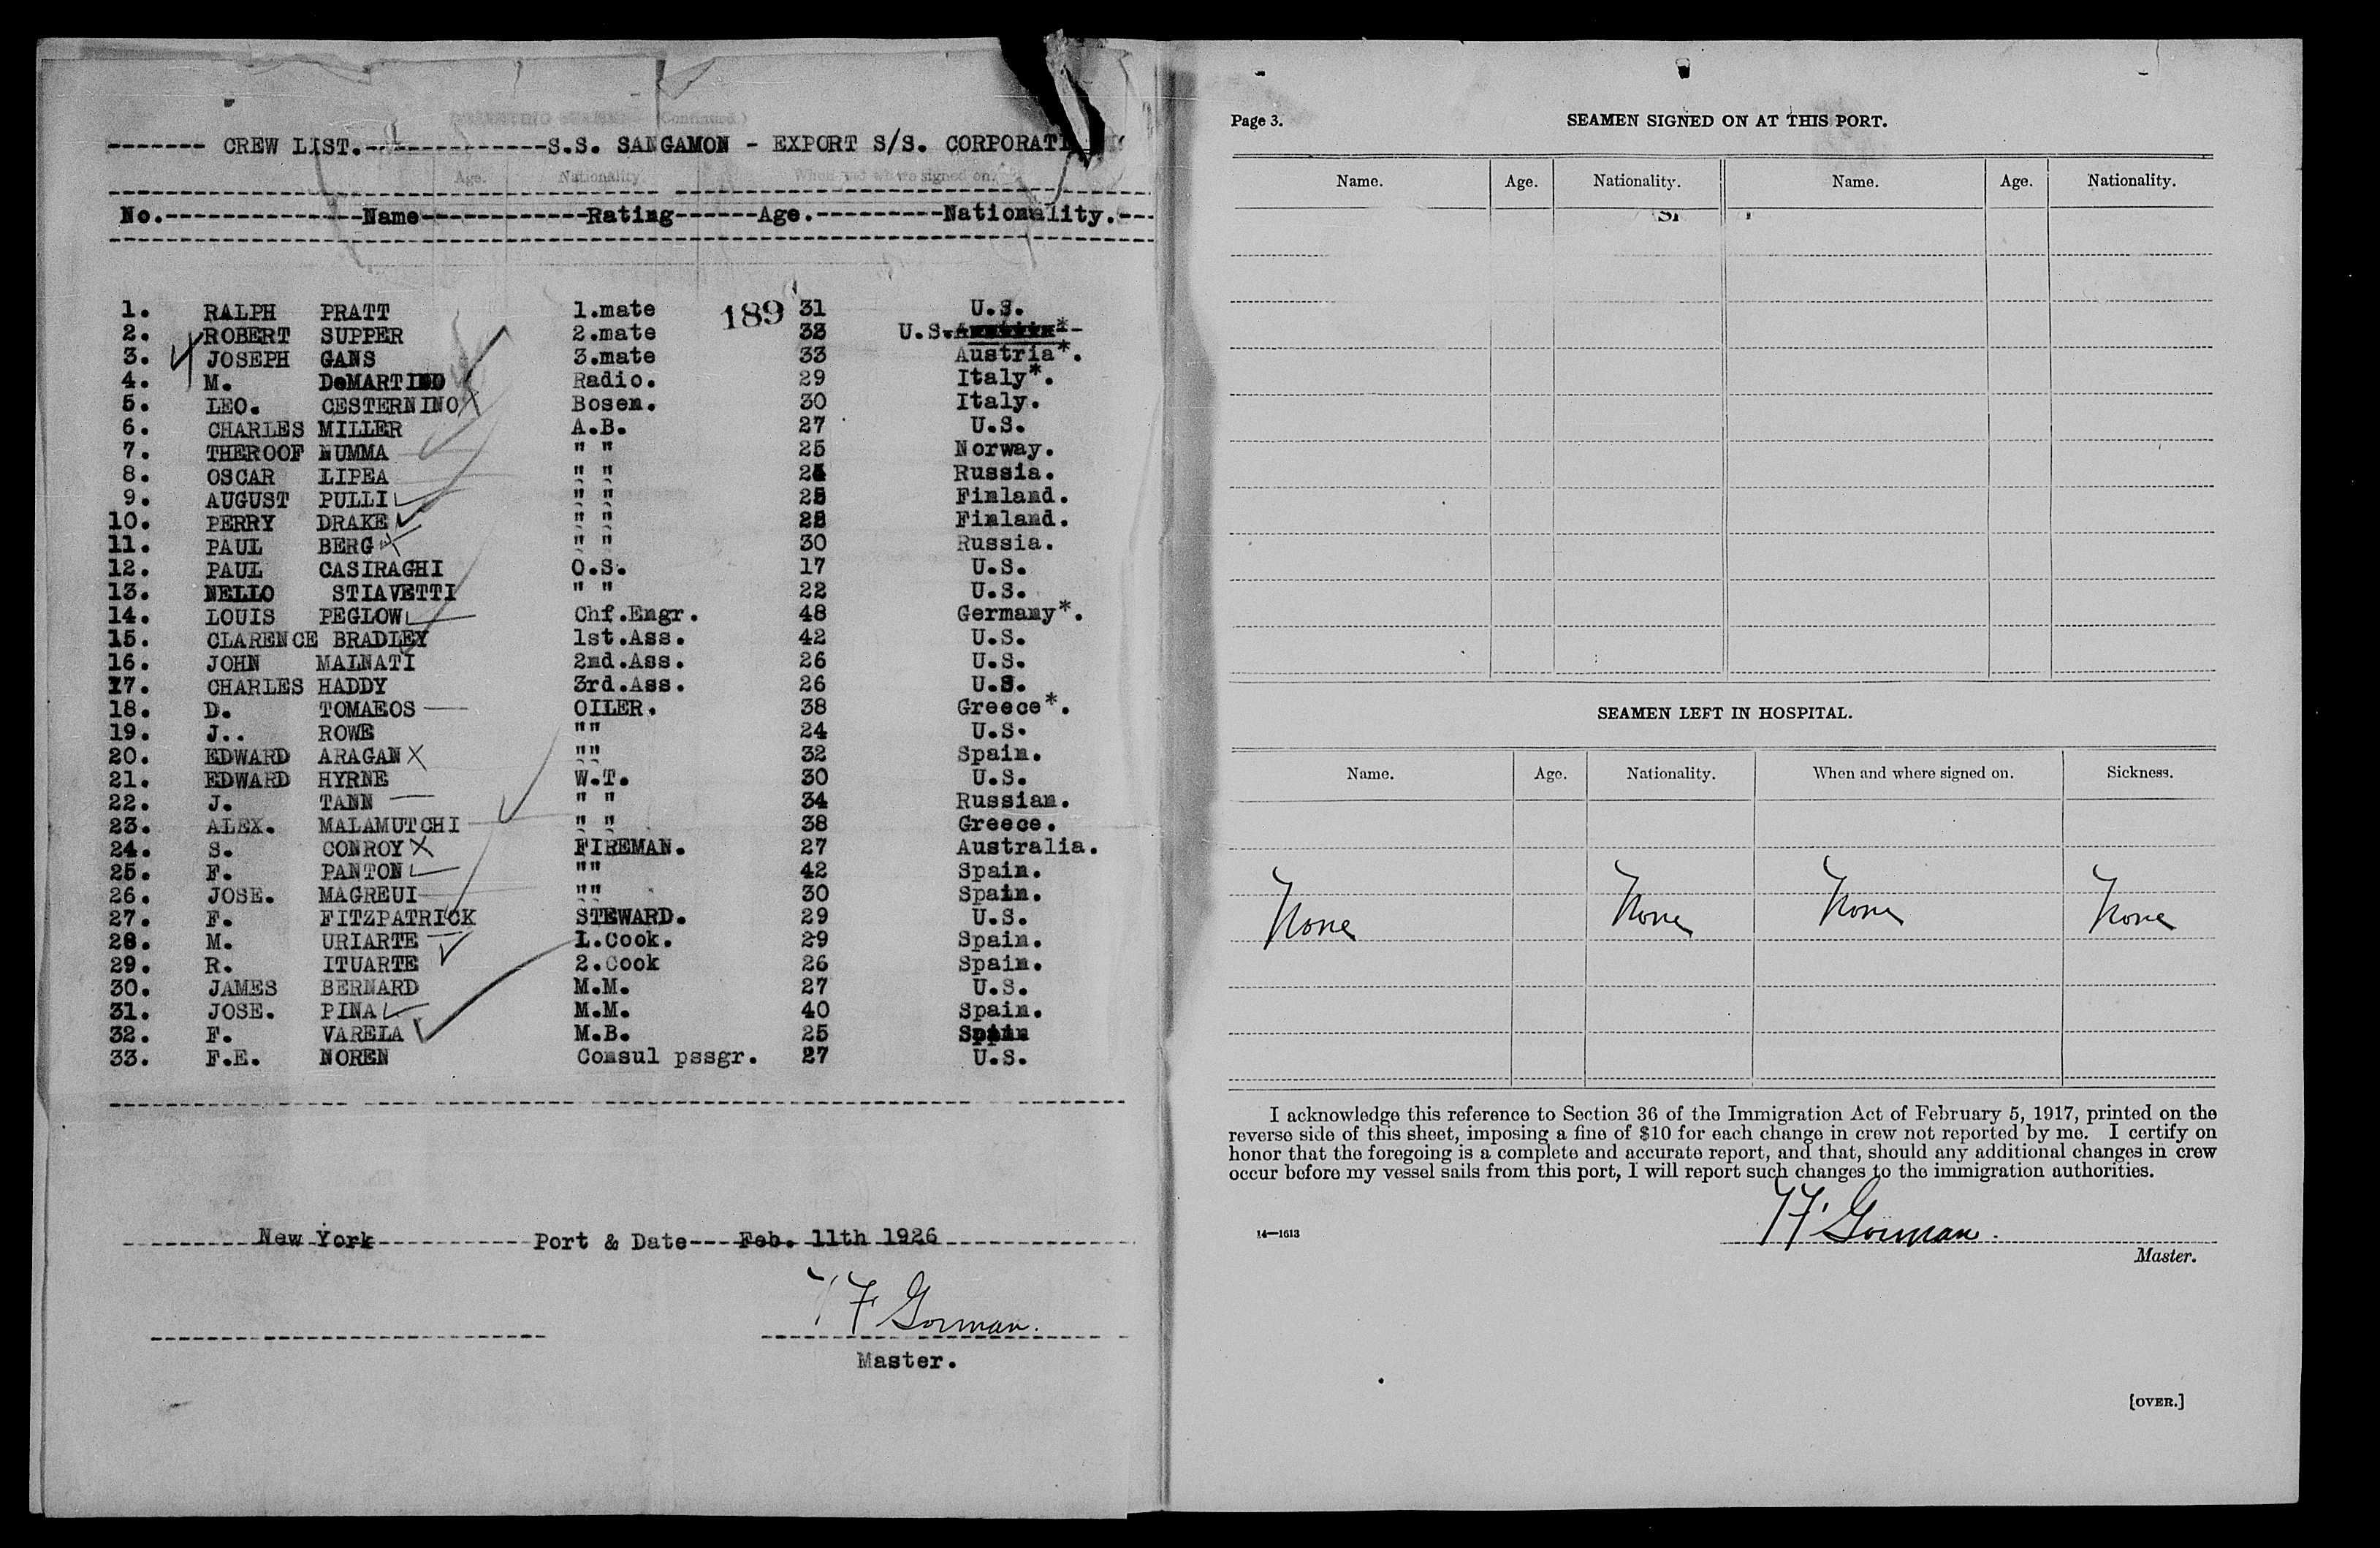 ------- CREW LIST.--------------S.S. SANGAMON - EXPORT S/S. CORPORATI
No.--------------Name------------Rating------Age.---------Nationality.---
189
1. RALPH PRATT 1.mate 31 U.S.
2. ROBERT SUPPER 2.mate U.S.
3. JOSEPH GANS 3.mate 33 Austria*.
4. M. DeMARTINO Radio. 29 Italy*.
5. LEO. CESTERNINO Bosen. 30 Italy.
6. CHARLES MILLER A.B. 27 U.S.
7. THEROOF NUMMA " " 25 Norway.
8. OSCAR LIPEA " " Russia.
9. AUGUST PULLI " " Finland.
10. PERRY DRAKE " " Finland.
11. PAUL BERG " " 30 Russia.
12. PAUL CASIRAGHI O.S. 17 U.S.
13. NELLO STIAVETTI " " 22 U.S.
14. LOUIS PEGLOW Chf.Engr. 48 Germany*.
15. CLARENCE BRADLEY 1st.Ass. 42 U.S.
16. JOHN MAINATI 2nd.Ass. 26 U.S.
17. CHARLES HADDY 3rd.Ass. 26 U.S.
18. D. TOMAEOS OILER. 38 Greece*.
19. J.. ROWE "" 24 U.S.
20. EDWARD ARAGAN "" 32 Spain.
21. EDWARD HYRNE W.T. 30 U.S.
22. J. TANN " " 34 Russian.
23. ALEX. MALAMUTCHI " " 38 Greece.
24. S. CONROY FIREMAN. 27 Australia.
25. F. PANTON "" 42 Spain.
26. JOSE. MAGREUI "" 30 Spain.
27. F. FITZPATRICK STEWARD. 29 U.S.
28. M. URIARTE 1.Cook. 29 Spain.
29. R. ITUARTE 2.Cook 26 Spain.
30. JAMES BERNARD M.M. 27 U.S.
31. JOSE. PINA M.M. 40 Spain.
32. F. VARELA M.B. 25 Spain
33. F.E. NOREN Consul pssgr. 27 U.S.
New York-------------Port & Date----Feb. 11th 1926
F Gorman.
Master.
Page 3. SEAMEN SIGNED ON AT THIS PORT.
Name. Age. Nationality. Name. Age. Nationality.
SEAMEN LEFT IN HOSPITAL.
Name. Age. Nationality. When and where signed on. Sickness.
None None None None
I acknowledge this reference to Section 36 of the Immigration Act of February 5, 1917, printed on the
reverse side of this sheet, imposing a fine of $10 for each change in crew not reported by me. I certify on
honor that the foregoing is a complete and accurate report, and that, should any additional changes in crew
occur before my vessel sails from this port, I will report such changes to the immigration authorities.
14—1613
Gorman.
Master.
[OVER.]